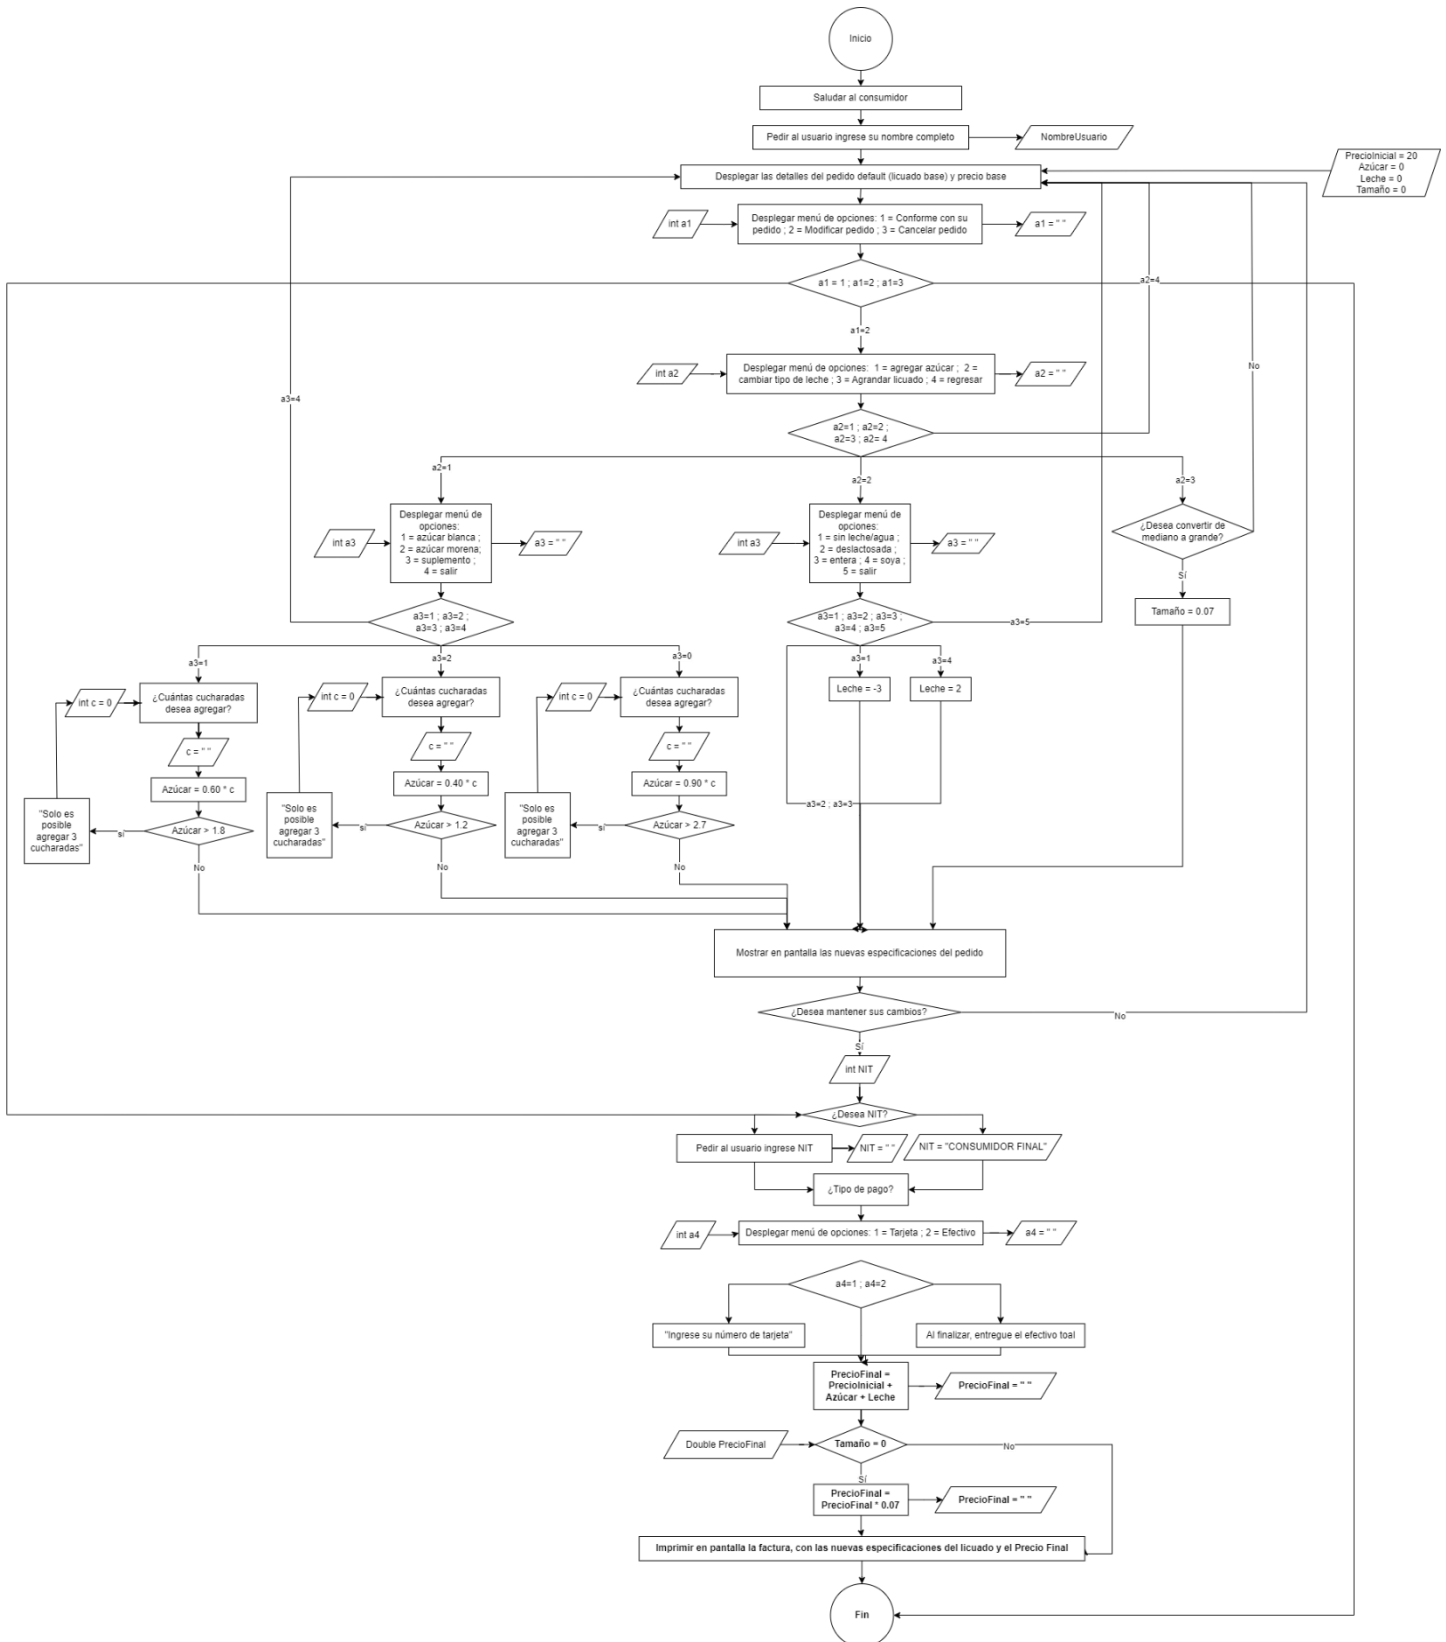 Inicio
Saludar al consumidor
Pedir al usuario ingrese su nombre completo
NombreUsuario
PrecioInicial = 20
Azúcar = 0
Leche = 0
Tamaño = 0
Desplegar las detalles del pedido default (licuado base) y precio base
int a1
Desplegar menú de opciones: 1 = Conforme con su
pedido ; 2 = Modificar pedido ; 3 = Cancelar pedido
a1 = " "
a1 = 1 ; a1=2 ; a1=3
a2=4
a1=2
No
int a2
Desplegar menú de opciones: 1 = agregar azúcar ; 2 =
cambiar tipo de leche ; 3 = Agrandar licuado ; 4 = regresar
a2 = " "
a3=4
a2=1 ; a2=2 ;
a2=3 ; a2= 4
a2=1
a2=2
a2=3
int a3
Desplegar menú de
opciones:
1 = azúcar blanca ;
2 = azúcar morena;
3 = suplemento ;
4 = salir
a3 = " "
int a3
Desplegar menú de
opciones:
1 = sin leche/agua ;
2 = deslactosada ;
3 = entera ; 4 = soya ;
5 = salir
a3 = " "
¿Desea convertir de
mediano a grande?
Sí
Tamaño = 0.07
a3=1 ; a3=2 ;
a3=3 ; a3=4
a3=1 ; a3=2 ; a3=3 ;
a3=4 ; a3=5
a3=5
a3=1
a3=2
a3=0
a3=1
a3=4
int c = 0
¿Cuántas cucharadas
desea agregar?
int c = 0
¿Cuántas cucharadas
desea agregar?
int c = 0
¿Cuántas cucharadas
desea agregar?
Leche = -3
Leche = 2
c = " "
c = " "
c = " "
Azúcar = 0.60 * c
Azúcar = 0.40 * c
Azúcar = 0.90 * c
a3=2 ; a3=3
"Solo es
posible
agregar 3
cucharadas"
sí
Azúcar > 1.8
"Solo es
posible
agregar 3
cucharadas"
sí
Azúcar > 1.2
"Solo es
posible
agregar 3
cucharadas"
sí
Azúcar > 2.7
No
No
No
Mostrar en pantalla las nuevas especificaciones del pedido
¿Desea mantener sus cambios?
No
Sí
int NIT
¿Desea NIT?
Pedir al usuario ingrese NIT
NIT = " "
NIT = "CONSUMIDOR FINAL"
¿Tipo de pago?
int a4
Desplegar menú de opciones: 1 = Tarjeta ; 2 = Efectivo
a4 = " "
a4=1 ; a4=2
"Ingrese su número de tarjeta"
Al finalizar, entregue el efectivo toal
PrecioFinal =
PrecioInicial +
Azúcar + Leche
PrecioFinal = " "
Double PrecioFinal
Tamaño = 0
No
Sí
PrecioFinal =
PrecioFinal * 0.07
PrecioFinal = " "
Imprimir en pantalla la factura, con las nuevas especificaciones del licuado y el Precio Final
Fin